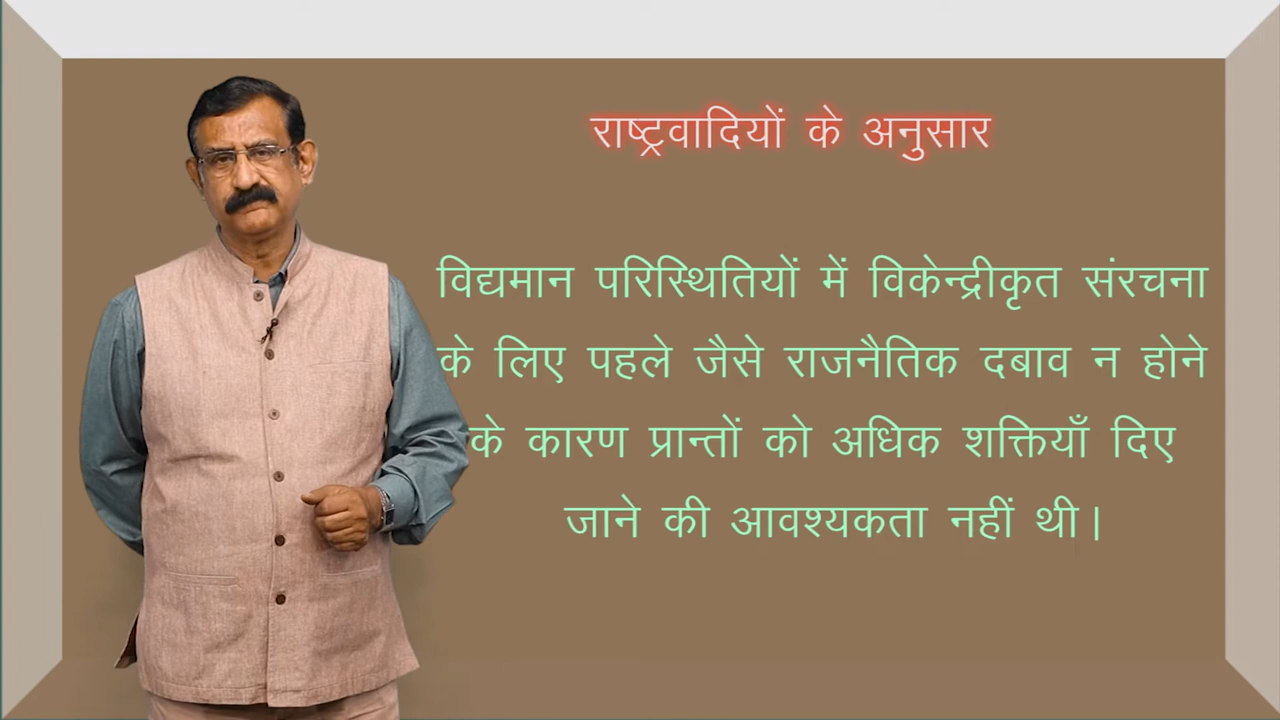 राष्ट्रवादियों के अनुसार
विद्यमान परिस्थितियों में विकेन्द्रीकृत संरचना
के लिए पहले जैसे राजनैतिक दबाव न होने
के कारण प्रान्तों को अधिक शक्तियाँ दिए
जाने की आवश्यकता नहीं थी।